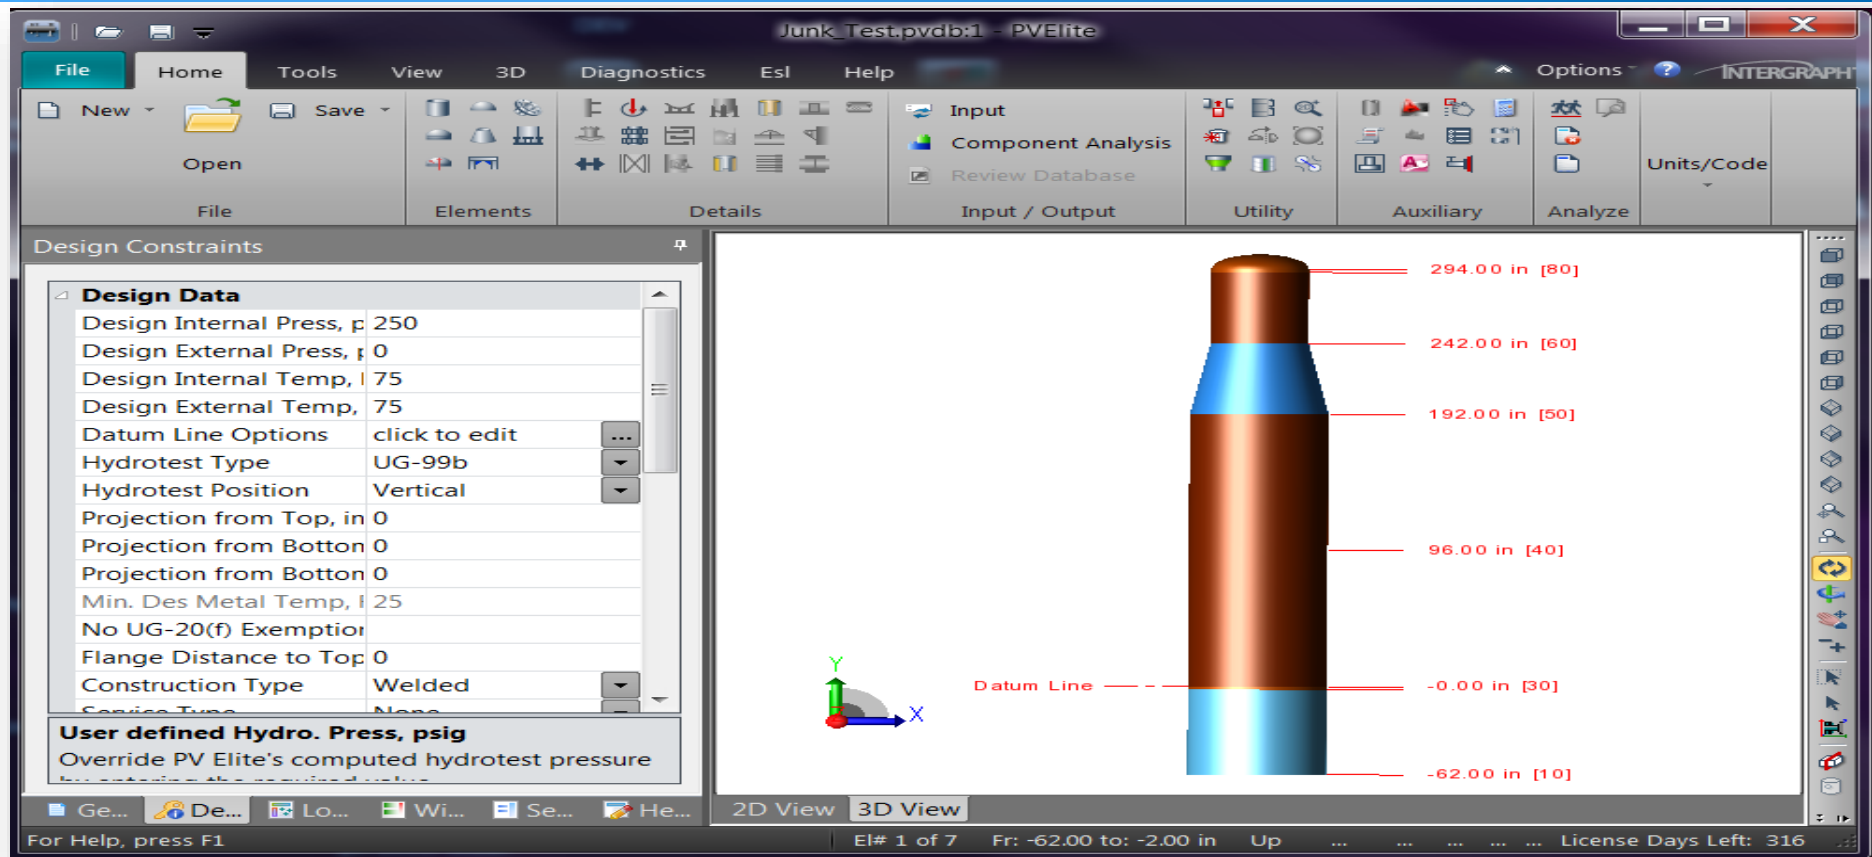 Junk_Test.pvdb:1 - PVElite
File Home Tools View 3D Diagnostics Esl Help Options INTERGRAPH
New Save Input
Component Analysis
Open Units/Code
Review Database
File Elements Details Input / Output Utility Auxiliary Analyze
Design Constraints
Design Data
Design Internal Press, p 250
Design External Press, 0
Design Internal Temp, 75
Design External Temp, 75
Datum Line Options click to edit ...
Hydrotest Type UG-99b
Hydrotest Position Vertical
Projection from Top, in 0
Projection from Botton 0
Projection from Botton 0
Min. Des Metal Temp, 25
No UG-20(f) Exemption
Flange Distance to Top 0
Construction Type Welded
Service Type None
User defined Hydro. Press, psig
Override PV Elite's computed hydrotest pressure
by entering the required value
Ge... De... Lo... Wi... Se... He...
294.00 in [80]
242.00 in [60]
192.00 in [50]
96.00 in [40]
Datum Line -0.00 in [30]
-62.00 in [10]
Y
X
2D View 3D View
For Help, press F1 El# 1 of 7 Fr: -62.00 to: -2.00 in Up ... ... ... ... ... License Days Left: 316